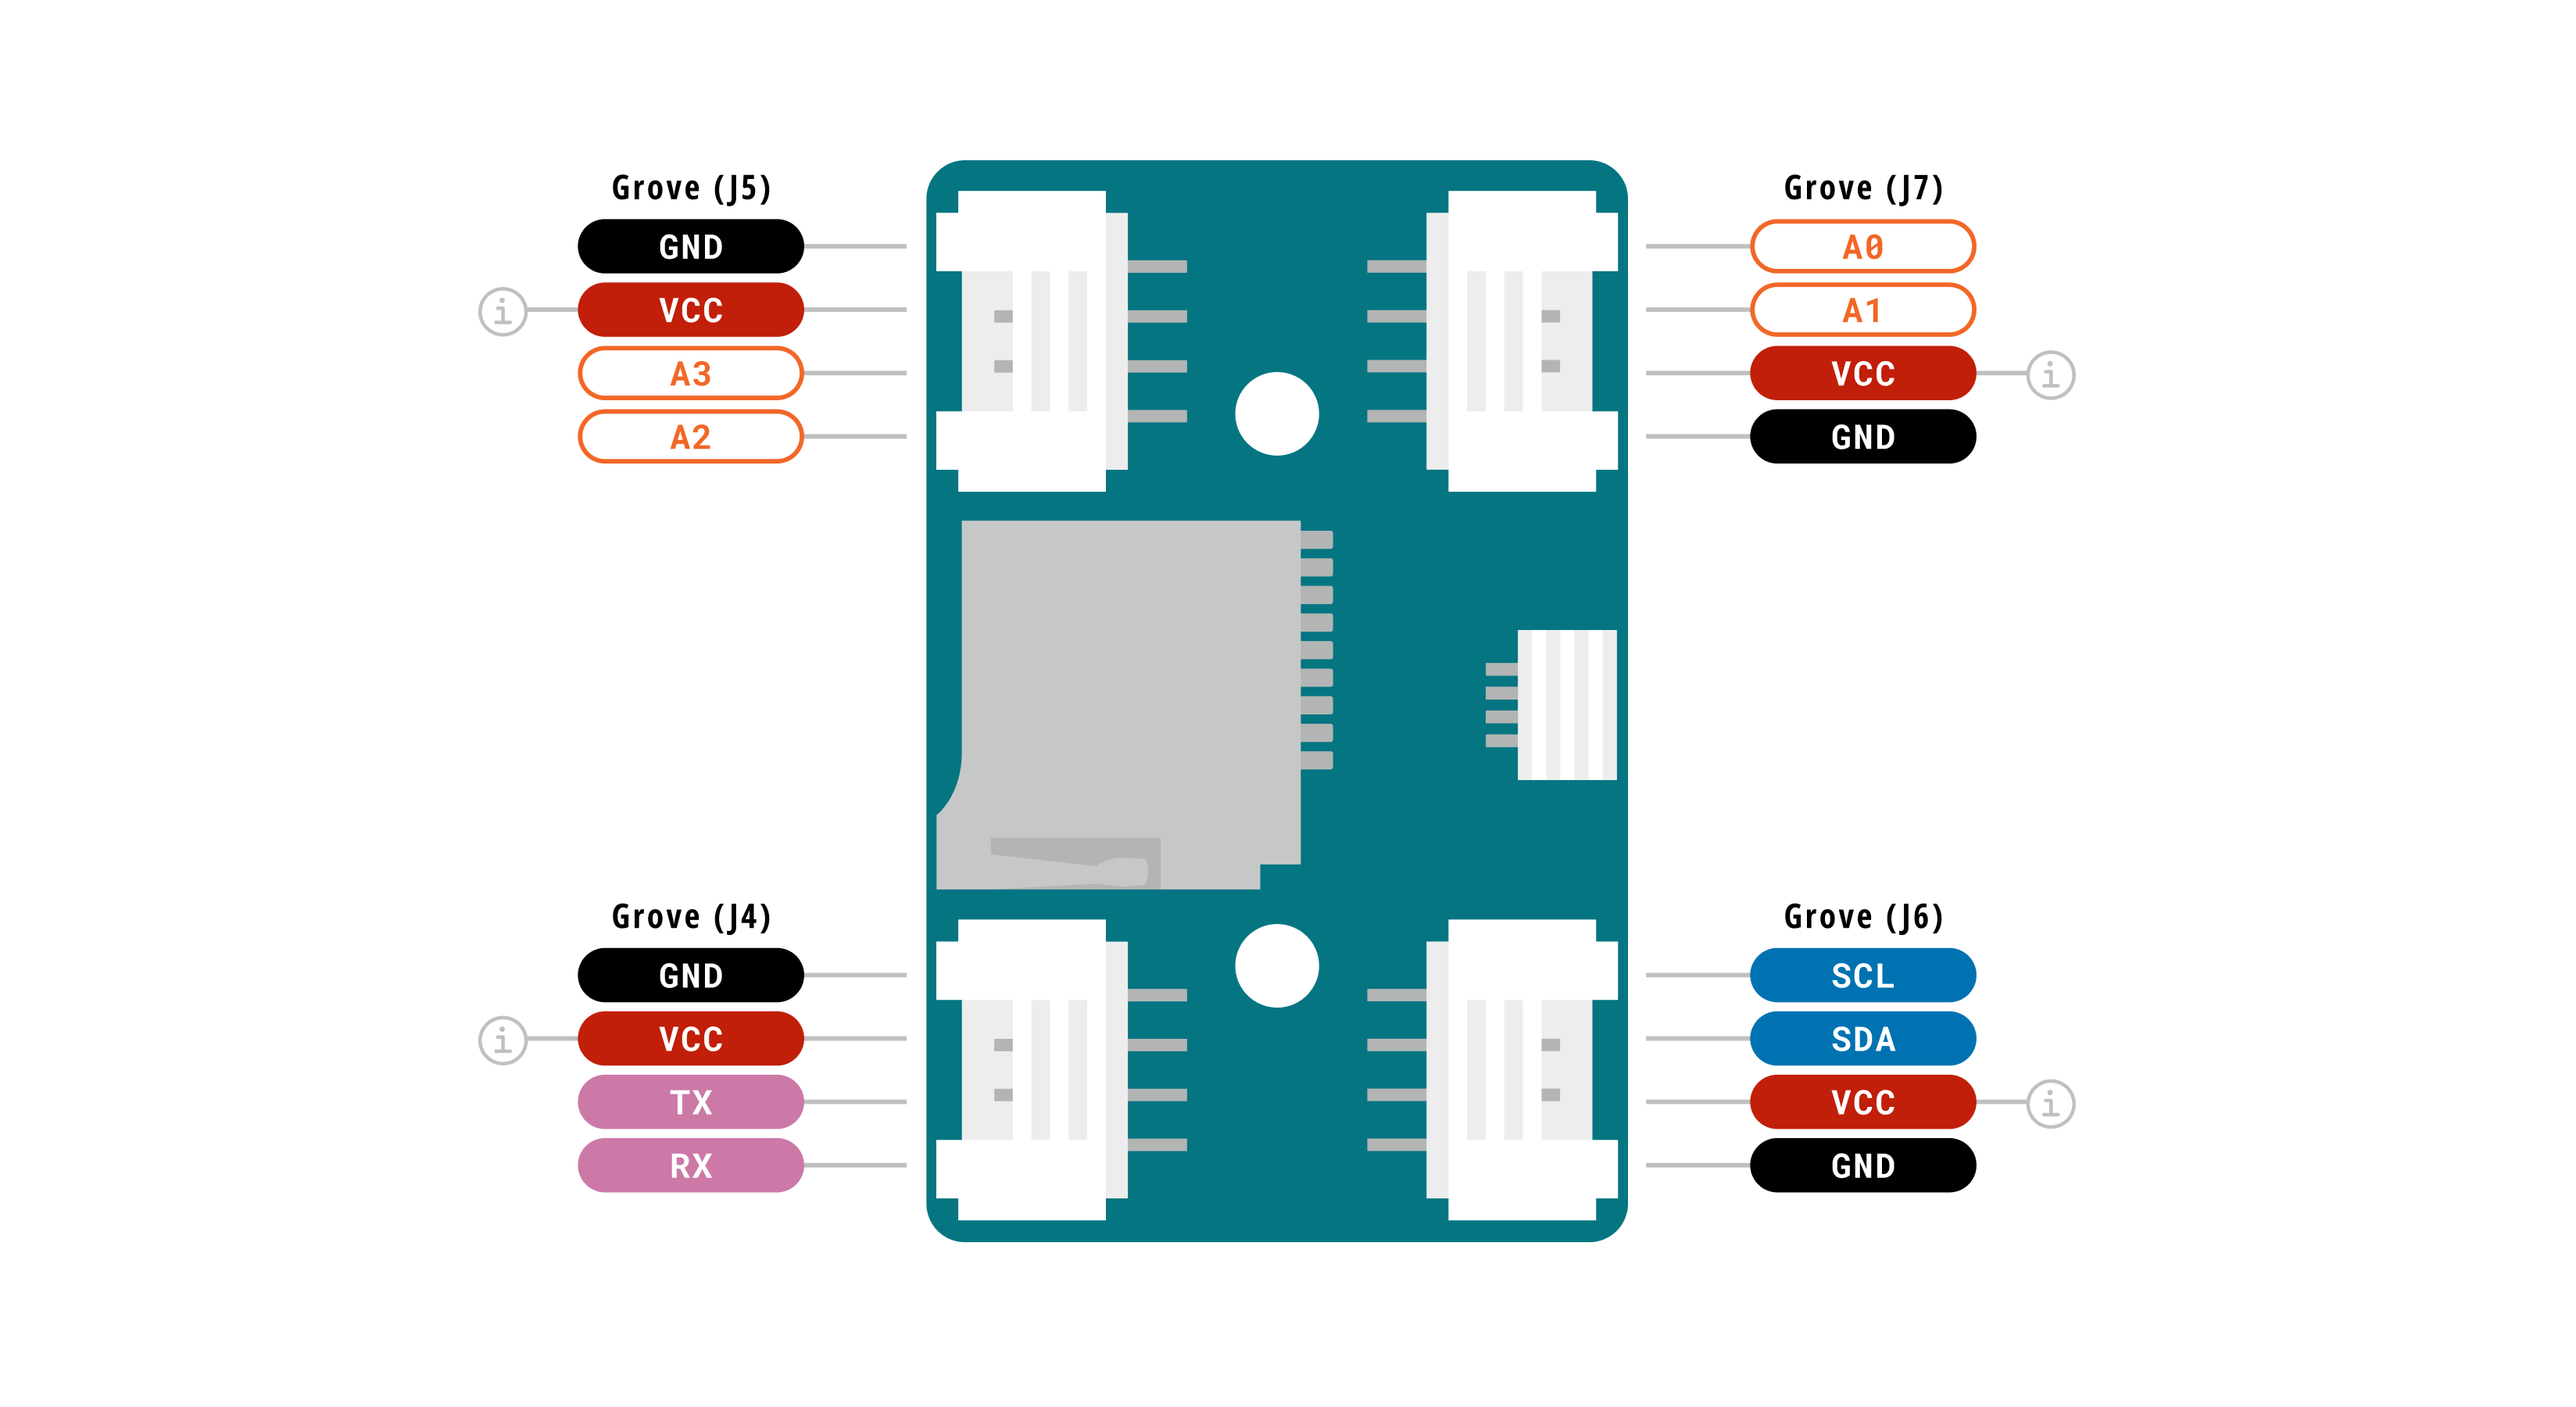 Grove (J5)
GND
i VCC
A3
A2
Grove (J7)
A0
A1
VCC i
GND
Grove (J4)
GND
i VCC
TX
RX
Grove (J6)
SCL
SDA
VCC i
GND